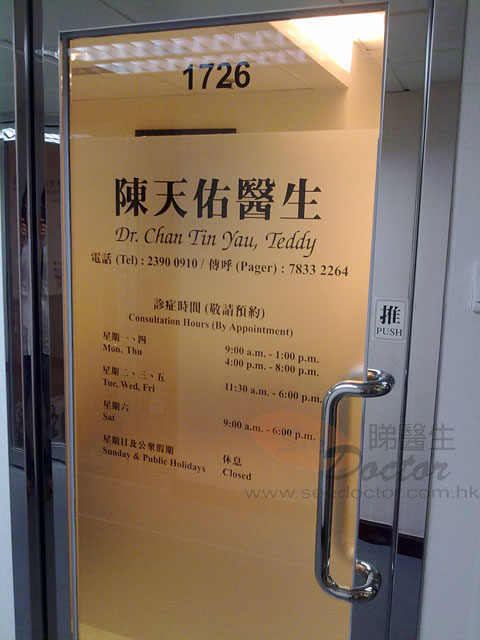 1726
陳天佑醫生
Dr. Chan Tin Yau, Teddy
電話 (Tel) : 2390 0910 / 傳呼 (Pager) : 7833 2264
診症時間 (敬請預約)
Consultation Hours (By Appointment)
星期一、四
Mon, Thu 9:00 a.m. - 1:00 p.m.
4:00 p.m. - 8:00 p.m.
星期二、三、五
Tue, Wed, Fri 11:30 a.m. - 6:00 p.m.
星期六
Sat 9:00 a.m. - 6:00 p.m.
星期日及公眾假期 休息
Sunday & Public Holidays Closed
推
PUSH
睇醫生
Doctor
www.seedoctor.com.hk